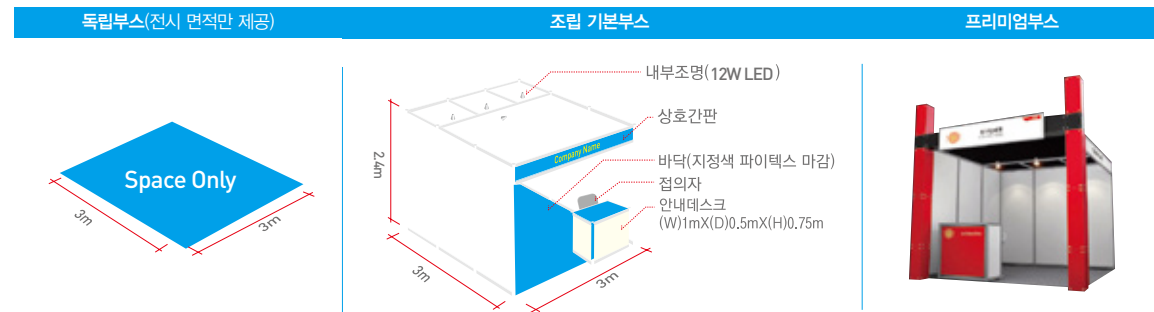 독립부스(전시 면적만 제공)
조립 기본부스
프리미엄부스
Space Only
3m
3m
내부조명(12W LED)
상호간판
Company Name
바닥(지정색 파이텍스 마감)
접의자
안내데스크
(W)1mX(D)0.5mX(H)0.75m
2.4m
3m
3m